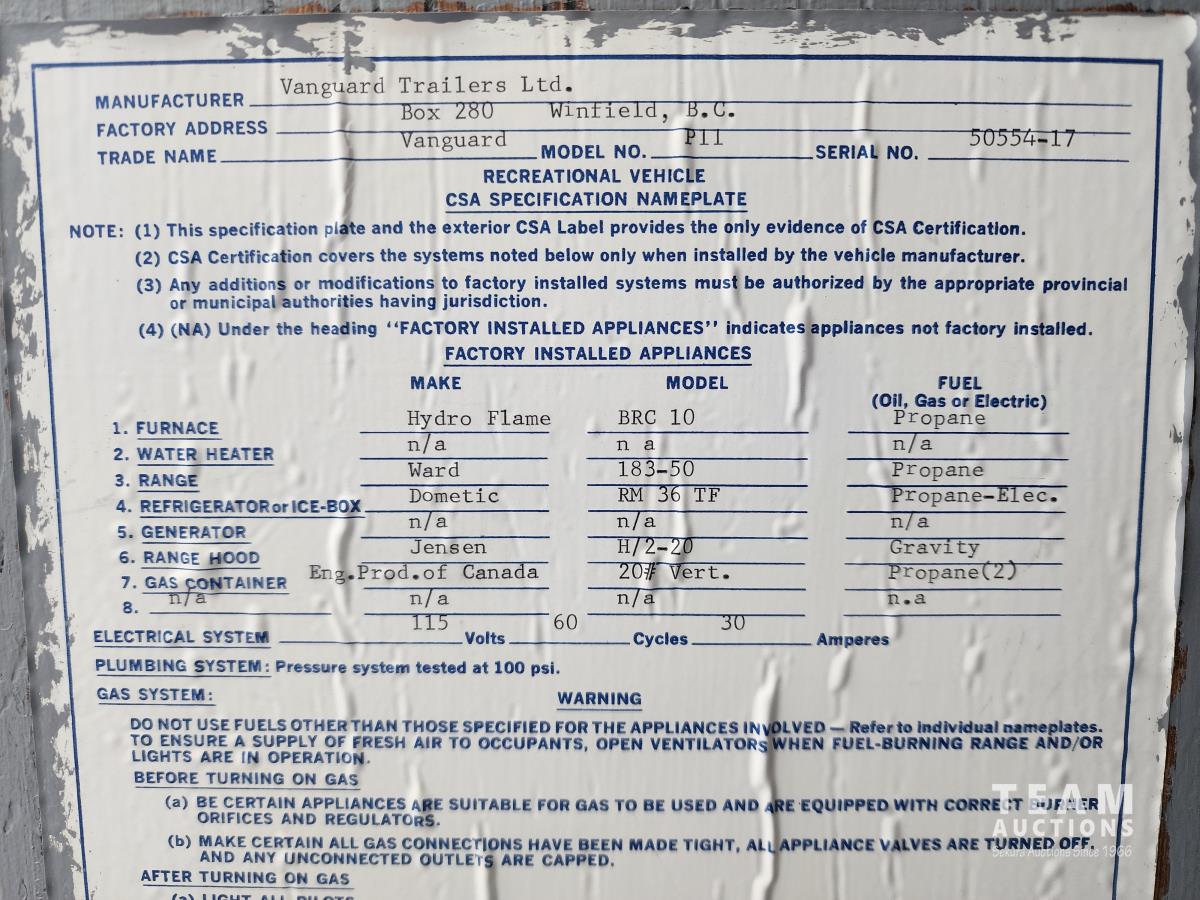 MANUFACTURER Vanguard Trailers Ltd.
FACTORY ADDRESS Box 280 Winfield, B.C.
TRADE NAME Vanguard MODEL NO. P11 SERIAL NO. 50554-17
RECREATIONAL VEHICLE
CSA SPECIFICATION NAMEPLATE
NOTE: (1) This specification plate and the exterior CSA Label provides the only evidence of CSA Certification.
(2) CSA Certification covers the systems noted below only when installed by the vehicle manufacturer.
(3) Any additions or modifications to factory installed systems must be authorized by the appropriate provincial
or municipal authorities having jurisdiction.
(4) (NA) Under the heading "FACTORY INSTALLED APPLIANCES" indicates appliances not factory installed.
FACTORY INSTALLED APPLIANCES
MAKE MODEL FUEL
(Oil, Gas or Electric)
1. FURNACE Hydro Flame BRC 10 Propane
2. WATER HEATER n/a n a n/a
3. RANGE Ward 183-50 Propane
4. REFRIGERATOR or ICE-BOX Dometic RM 36 TF Propane-Elec.
5. GENERATOR n/a n/a n/a
6. RANGE HOOD Jensen H/2-20 Gravity
7. GAS CONTAINER Eng.Prod.of Canada 20# Vert. Propane(2)
8. n/a n/a n/a n.a
ELECTRICAL SYSTEM 115 Volts 60 Cycles 30 Amperes
PLUMBING SYSTEM: Pressure system tested at 100 psi.
GAS SYSTEM: WARNING
DO NOT USE FUELS OTHER THAN THOSE SPECIFIED FOR THE APPLIANCES INVOLVED — Refer to individual nameplates.
TO ENSURE A SUPPLY OF FRESH AIR TO OCCUPANTS, OPEN VENTILATORS WHEN FUEL-BURNING RANGE AND/OR
LIGHTS ARE IN OPERATION.
BEFORE TURNING ON GAS
(a) BE CERTAIN APPLIANCES ARE SUITABLE FOR GAS TO BE USED AND ARE EQUIPPED WITH CORRECT BURNER
ORIFICES AND REGULATORS.
(b) MAKE CERTAIN ALL GAS CONNECTIONS HAVE BEEN MADE TIGHT, ALL APPLIANCE VALVES ARE TURNED OFF,
AND ANY UNCONNECTED OUTLETS ARE CAPPED.
AFTER TURNING ON GAS
(a) LIGHT ALL PILOTS
TEAM
AUCTIONS
Sekura Auctions Since 1966